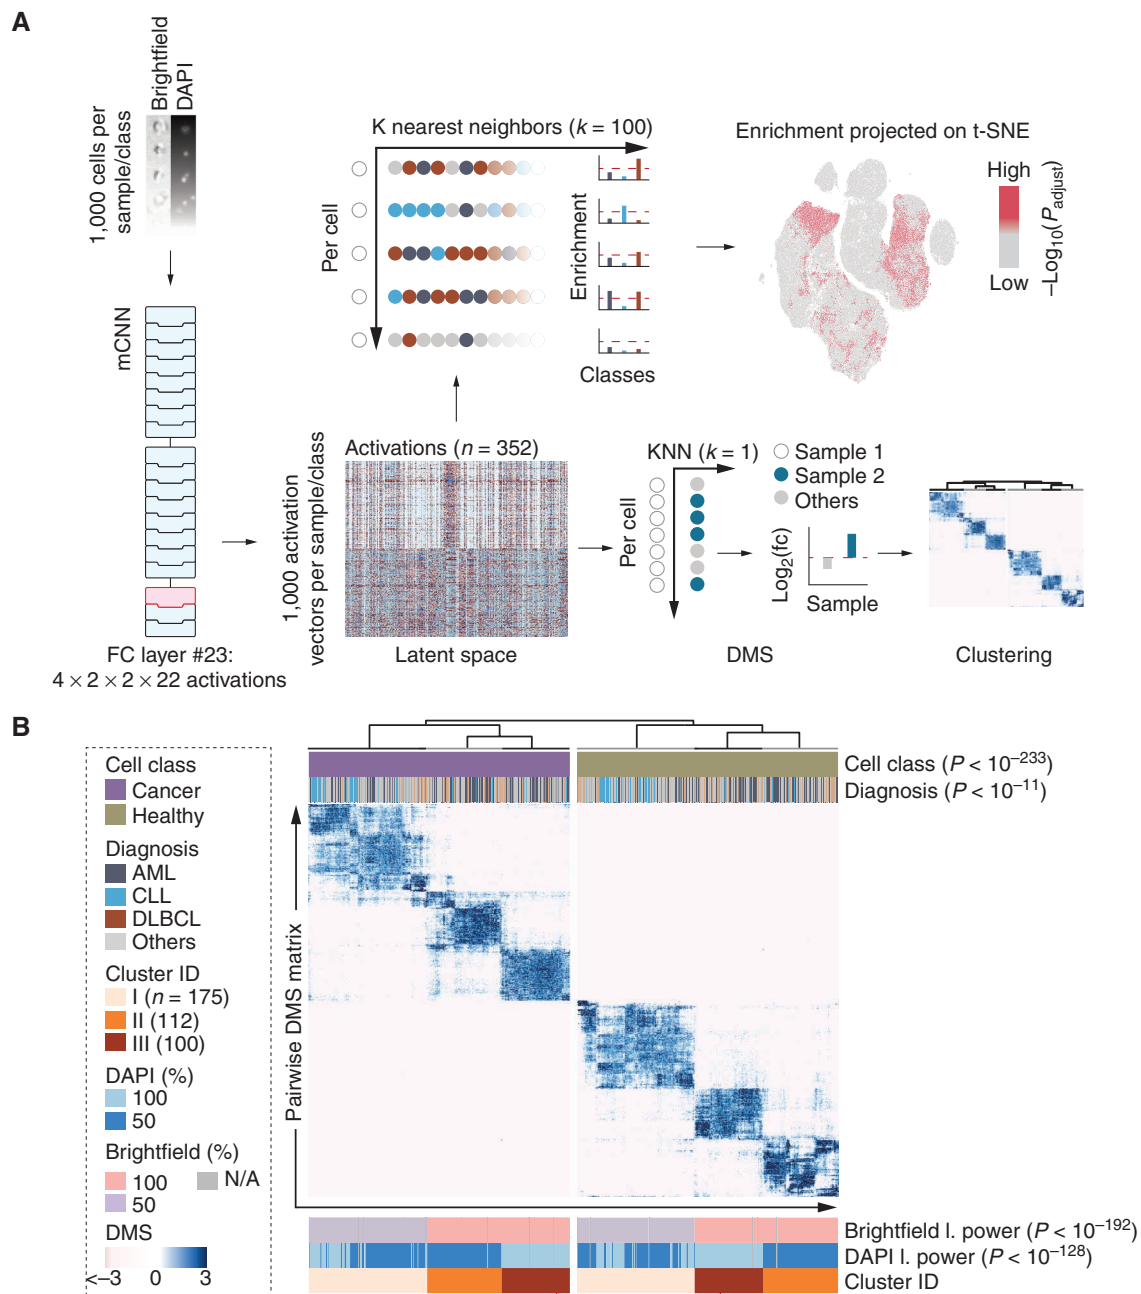 A
Brightfield
DAPI
1,000 cells per
sample/class
mCNN
FC layer #23:
4 × 2 × 2 × 22 activations
K nearest neighbors (k = 100)
Per cell
Enrichment
Classes
Enrichment projected on t-SNE
High
Low
–Log10(Padjust)
1,000 activation
vectors per sample/class
Activations (n = 352)
Latent space
KNN (k = 1)
Per cell
Sample 1
Sample 2
Others
Log2(fc)
Sample
DMS
Clustering
B
Cell class
Cancer
Healthy
Diagnosis
AML
CLL
DLBCL
Others
Cluster ID
I (n = 175)
II (112)
III (100)
DAPI (%)
100
50
Brightfield (%)
100
N/A
50
DMS
<–3 0 3
Pairwise DMS matrix
Cell class (P < 10–233)
Diagnosis (P < 10–11)
Brightfield l. power (P < 10–192)
DAPI l. power (P < 10–128)
Cluster ID